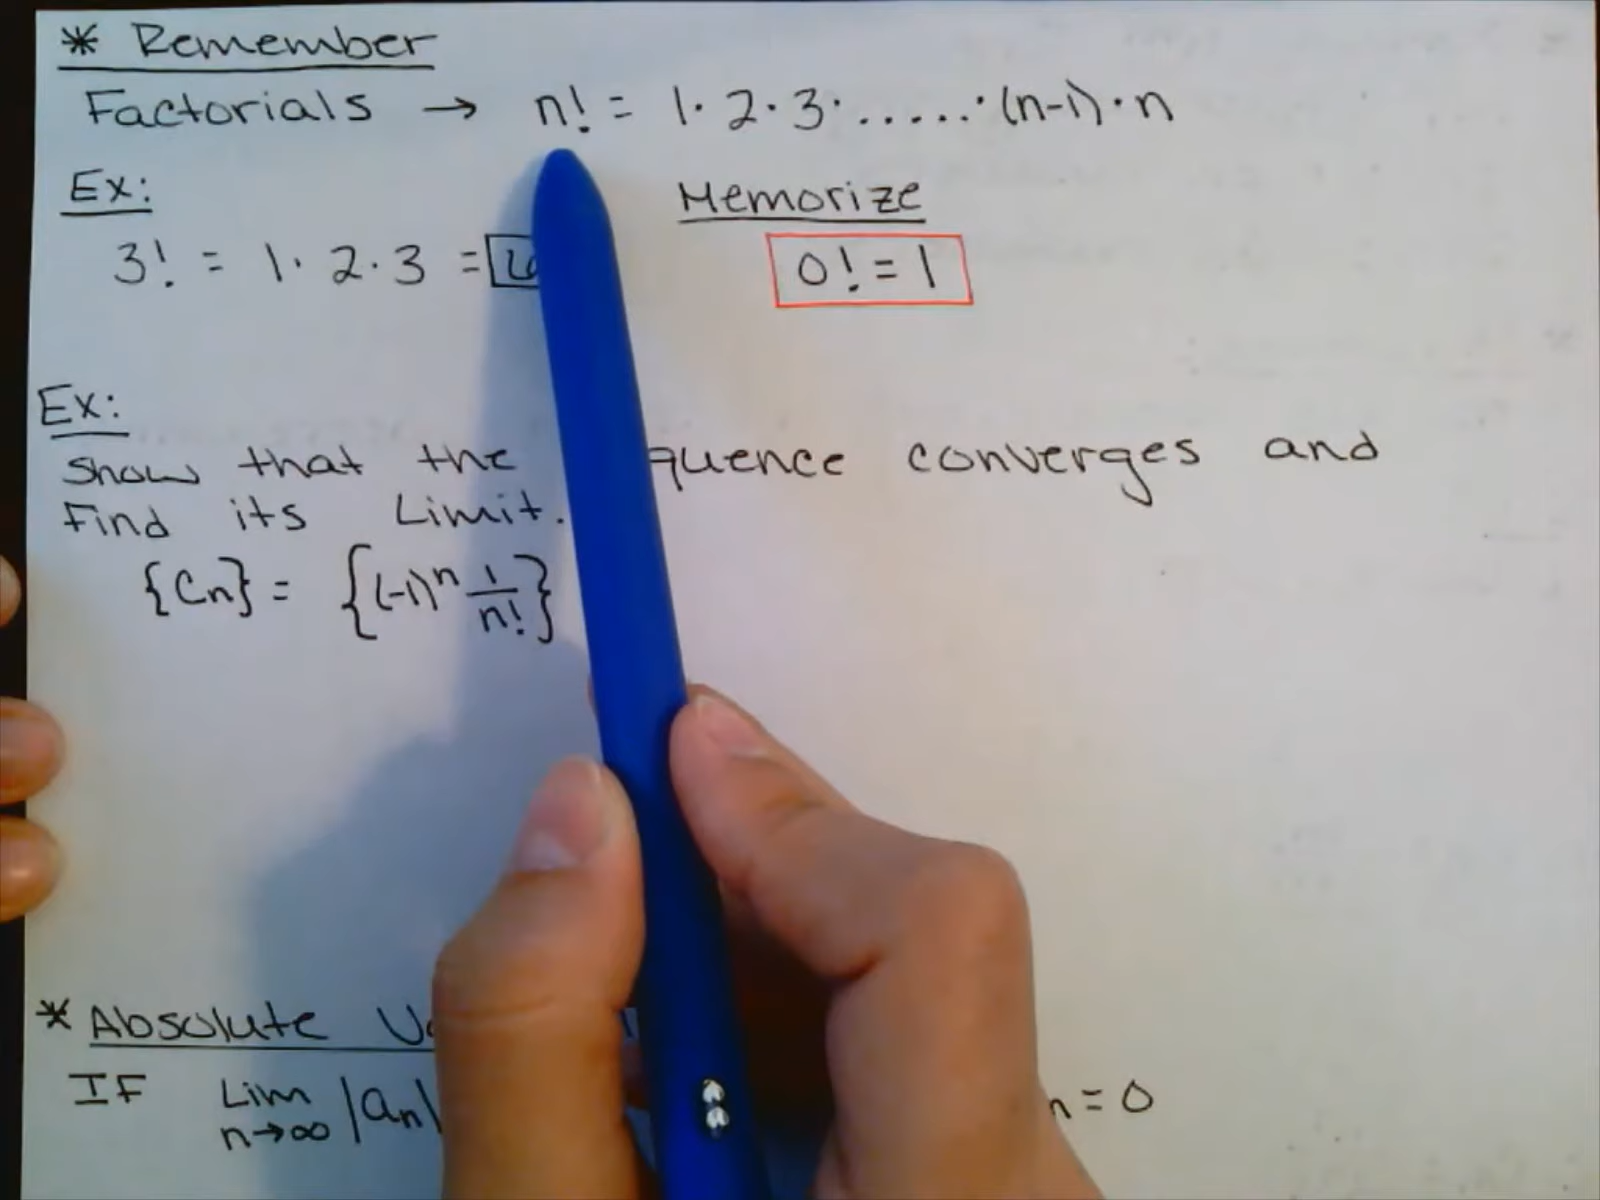 * Remember
Factorials → n! = 1·2·3·.....·(n-1)·n
Ex:
3! = 1·2·3 =
Memorize
0! = 1
Ex:
Show that the quence converges and
Find its Limit.
{Cn} = {(-1)^n 1/n!}
* Absolute
IF Lim n→∞ |an| n = 0